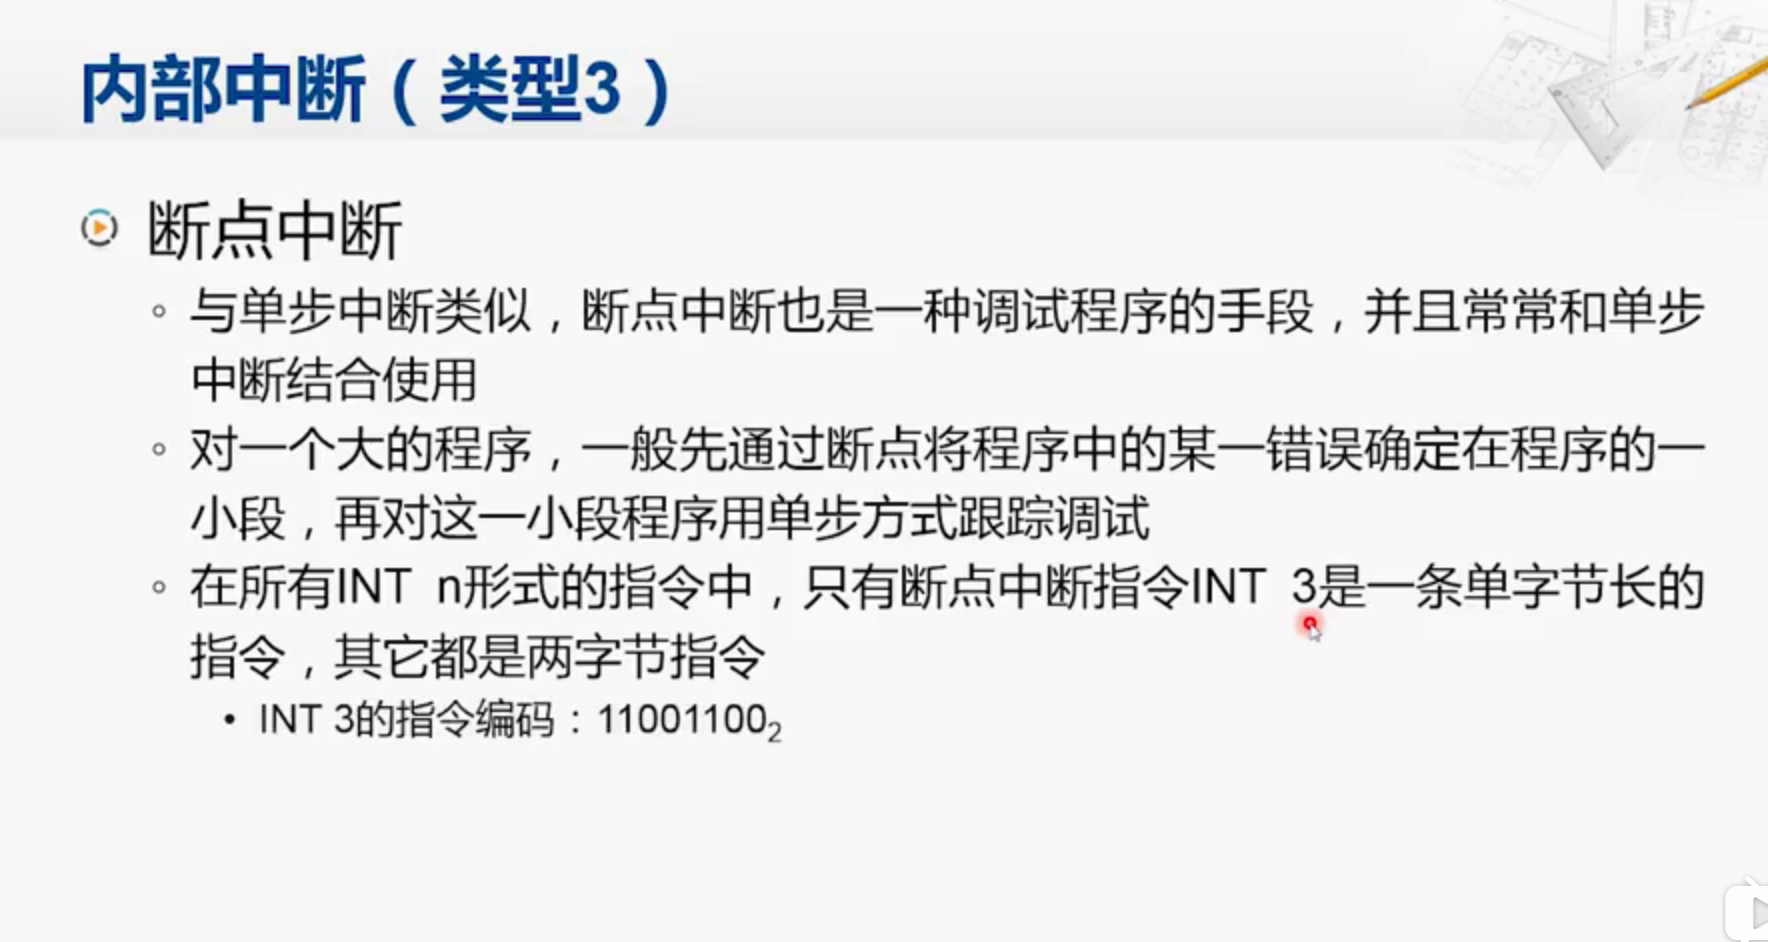 内部中断（类型3）
断点中断
与单步中断类似，断点中断也是一种调试程序的手段，并且常常和单步
中断结合使用
对一个大的程序，一般先通过断点将程序中的某一错误确定在程序的一
小段，再对这一小段程序用单步方式跟踪调试
在所有INT n形式的指令中，只有断点中断指令INT 3是一条单字节长的
指令，其它都是两字节指令
• INT 3的指令编码：11001100₂